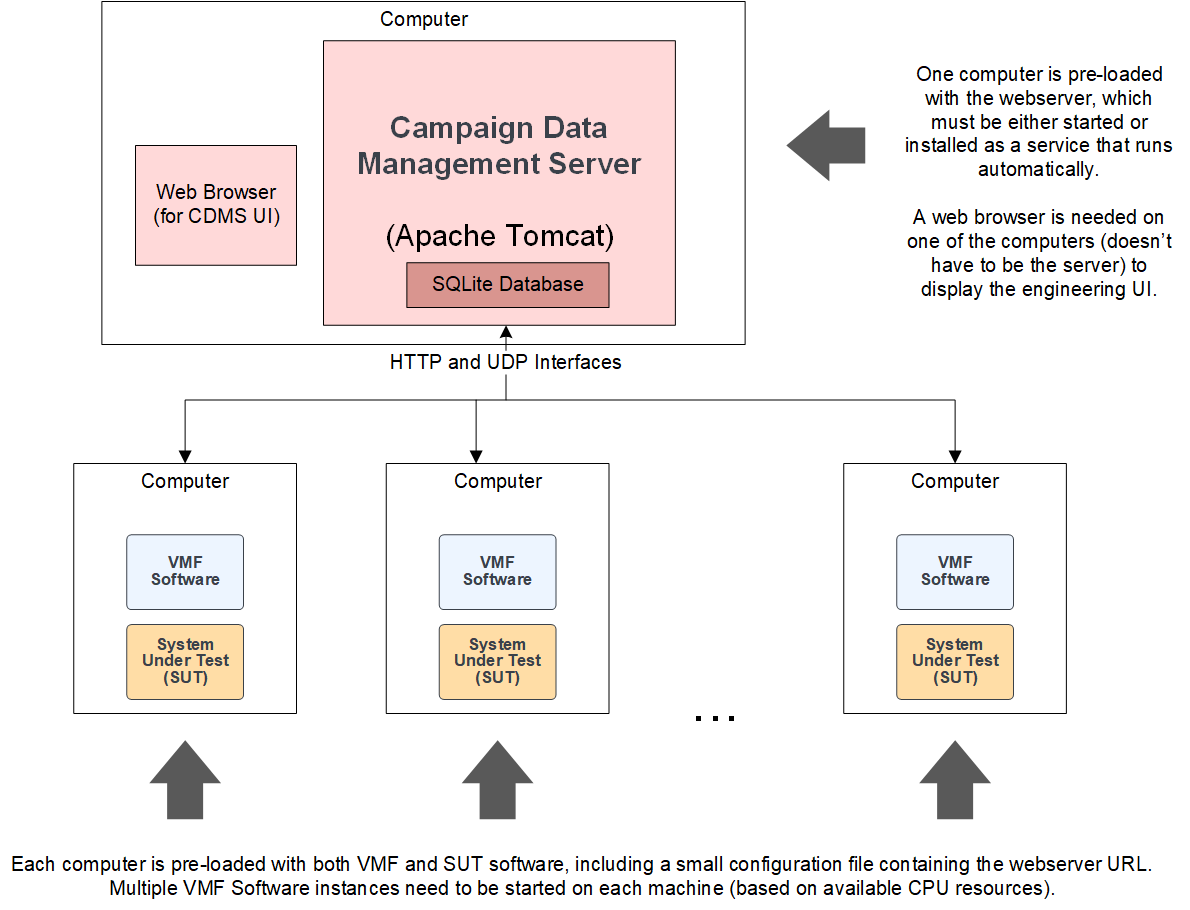 Computer
Campaign Data
Management Server
(Apache Tomcat)
SQLite Database
Web Browser
(for CDMS UI)
One computer is pre-loaded
with the webserver, which
must be either started or
installed as a service that runs
automatically.
A web browser is needed on
one of the computers (doesn’t
have to be the server) to
display the engineering UI.
HTTP and UDP Interfaces
Computer
VMF
Software
System
Under Test
(SUT)
Computer
VMF
Software
System
Under Test
(SUT)
...
Computer
VMF
Software
System
Under Test
(SUT)
Each computer is pre-loaded with both VMF and SUT software, including a small configuration file containing the webserver URL.
Multiple VMF Software instances need to be started on each machine (based on available CPU resources).